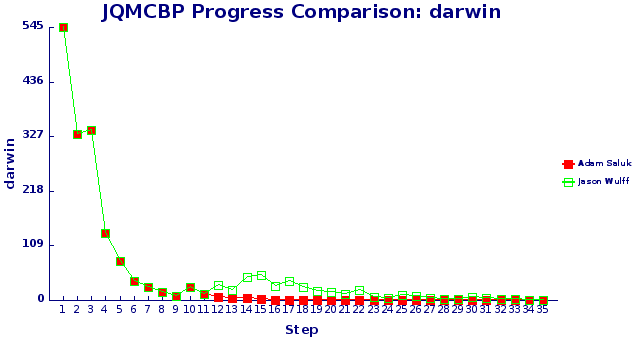 JQMCBP Progress Comparison: darwin
545
436
327
218
109
0
darwin
1 2 3 4 5 6 7 8 9 10 11 12 13 14 15 16 17 18 19 20 21 22 23 24 25 26 27 28 29 30 31 32 33 34 35
Step
Adam Saluk
Jason Wulff